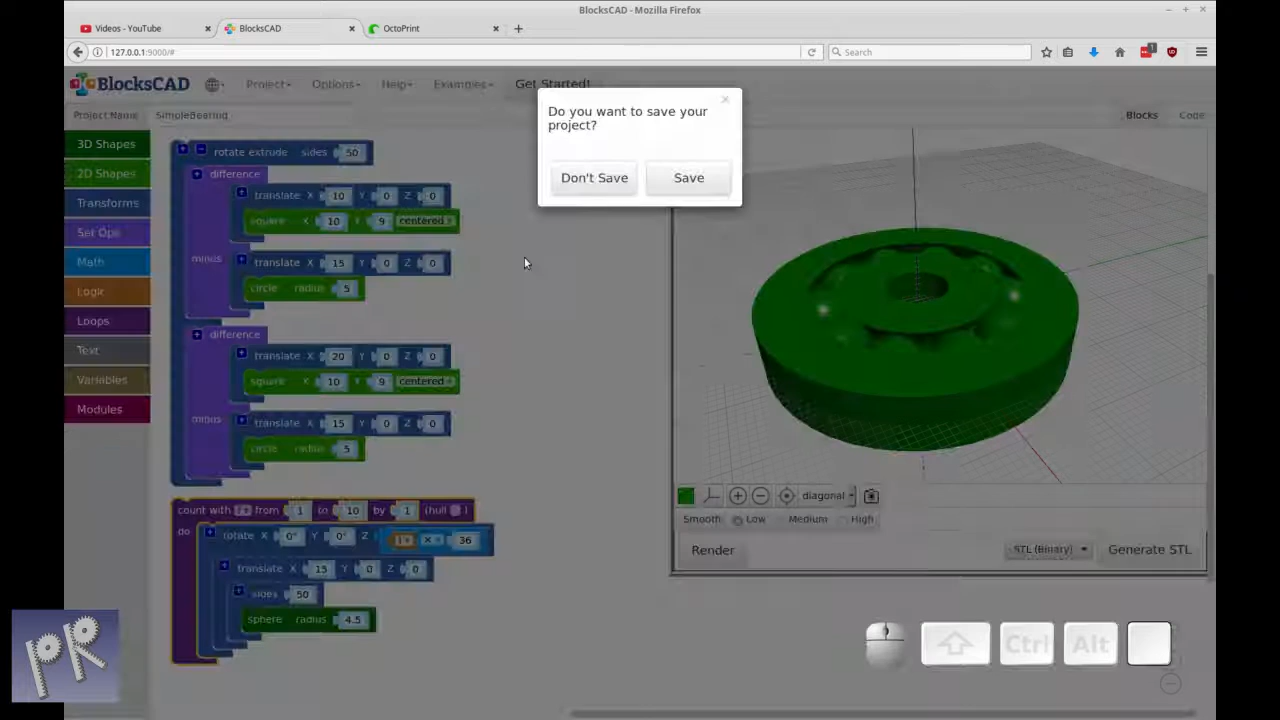 BlocksCAD - Mozilla Firefox
Videos - YouTube
BlocksCAD
OctoPrint
127.0.0.1:9000/#
Search
1
BlocksCAD
Project
Options
Help
Examples
Get Started!
Do you want to save your
project?
Don't Save
Save
Project Name
SimpleBearing
Blocks
Code
3D Shapes
2D Shapes
Transforms
Set Ops
Math
Logic
Loops
Text
Variables
Modules
rotate extrude sides 50
difference
translate X 10 Y 0 Z 0
square X 10 Y 9 centered
minus
translate X 15 Y 0 Z 0
circle radius 5
difference
translate X 20 Y 0 Z 0
square X 10 Y 9 centered
minus
translate X 15 Y 0 Z 0
circle radius 5
count with i from 1 to 10 by 1 (hull )
do
rotate X 0° Y 0° Z i × 36
translate X 15 Y 0 Z 0
sides 50
sphere radius 4.5
diagonal
Smooth Low Medium High
Render
STL (Binary)
Generate STL
Ctrl
Alt
PR